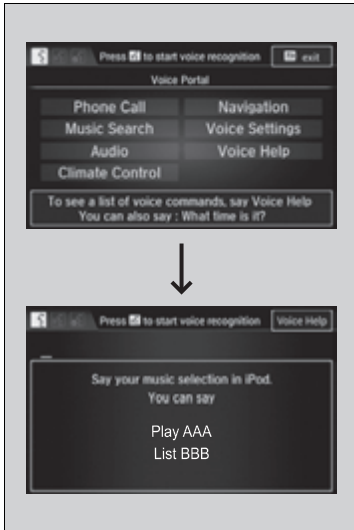 Press to start voice recognition exit
Voice Portal
Phone Call Navigation
Music Search Voice Settings
Audio Voice Help
Climate Control
To see a list of voice commands, say Voice Help
You can also say : What time is it?
Press to start voice recognition Voice Help
Say your music selection in iPod.
You can say
Play AAA
List BBB